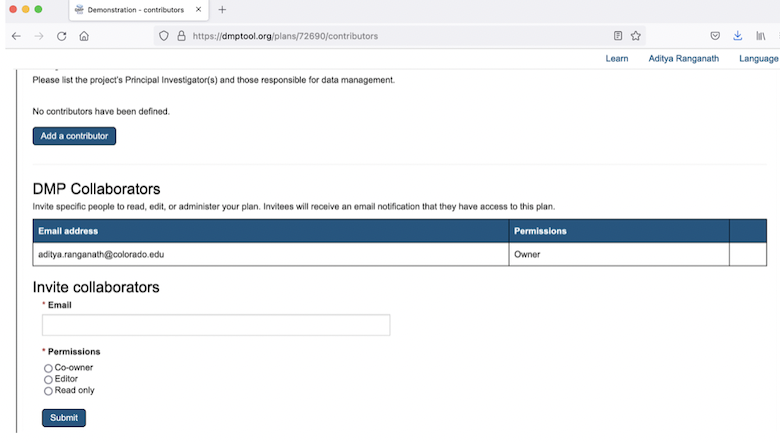 Demonstration - contributors
https://dmptool.org/plans/72690/contributors
Learn Aditya Ranganath Language
Please list the project's Principal Investigator(s) and those responsible for data management.
No contributors have been defined.
Add a contributor
DMP Collaborators
Invite specific people to read, edit, or administer your plan. Invitees will receive an email notification that they have access to this plan.
Email address Permissions
aditya.ranganath@colorado.edu Owner
Invite collaborators
* Email
* Permissions
Co-owner
Editor
Read only
Submit